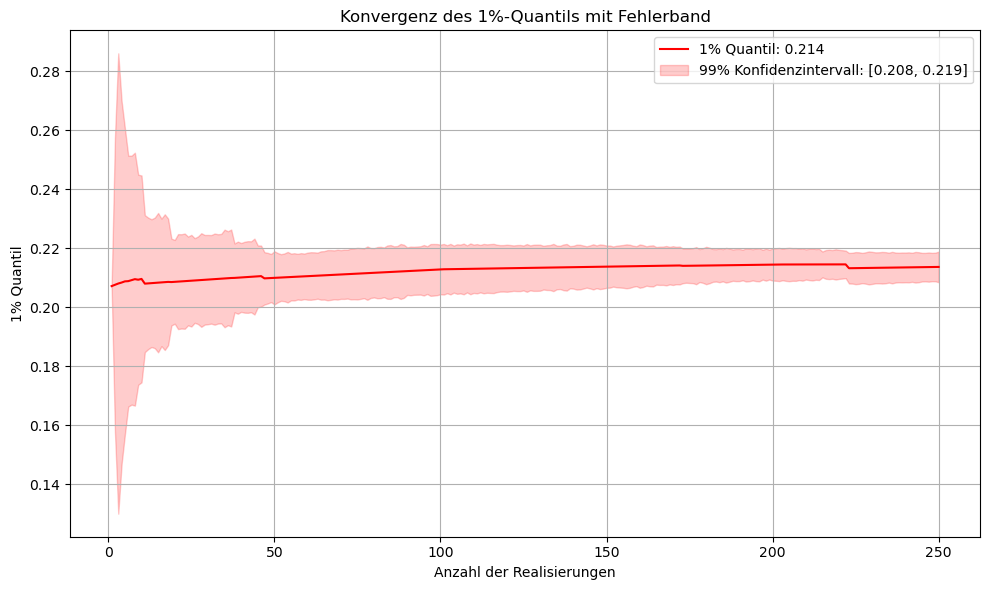 Konvergenz des 1%-Quantils mit Fehlerband
1% Quantil: 0.214
99% Konfidenzintervall: [0.208, 0.219]
1% Quantil
0.28
0.26
0.24
0.22
0.20
0.18
0.16
0.14
0
50
100
150
200
250
Anzahl der Realisierungen